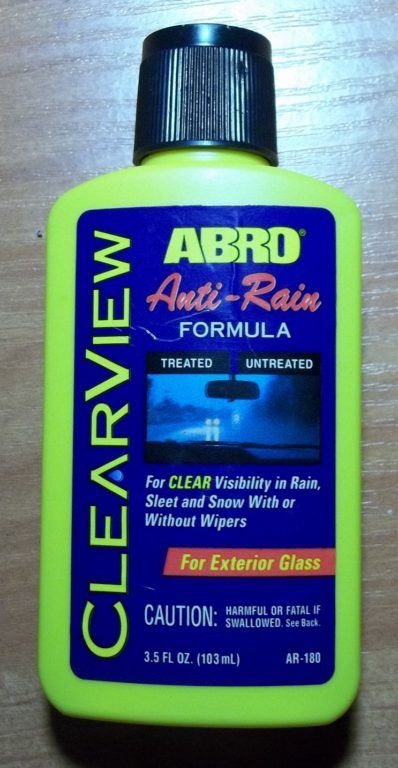 CLEARVIEW
ABRO®
Anti-Rain
FORMULA
TREATED UNTREATED
For CLEAR Visibility in Rain,
Sleet and Snow With or
Without Wipers
For Exterior Glass
CAUTION: HARMFUL OR FATAL IF
SWALLOWED. See Back.
3.5 FL OZ. (103 mL) AR-180